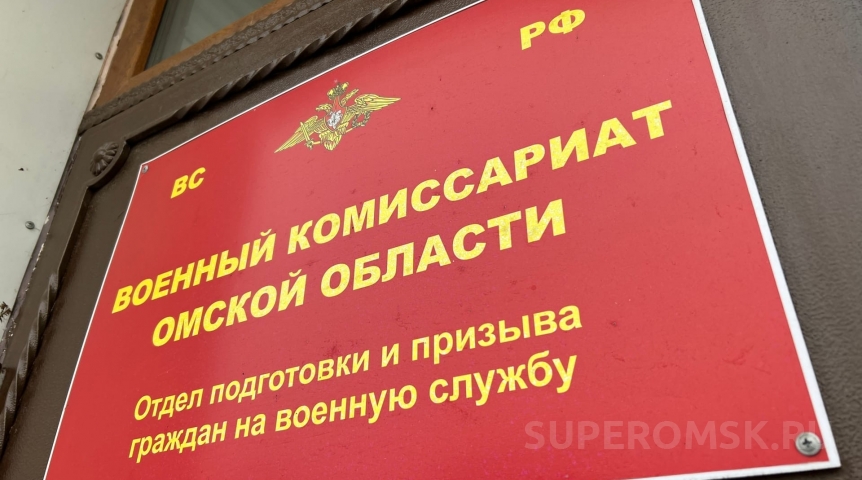 ВС РФ
ВОЕННЫЙ КОМИССАРИАТ
ОМСКОЙ ОБЛАСТИ
Отдел подготовки и призыва
граждан на военную службу
SUPEROMSK.RU